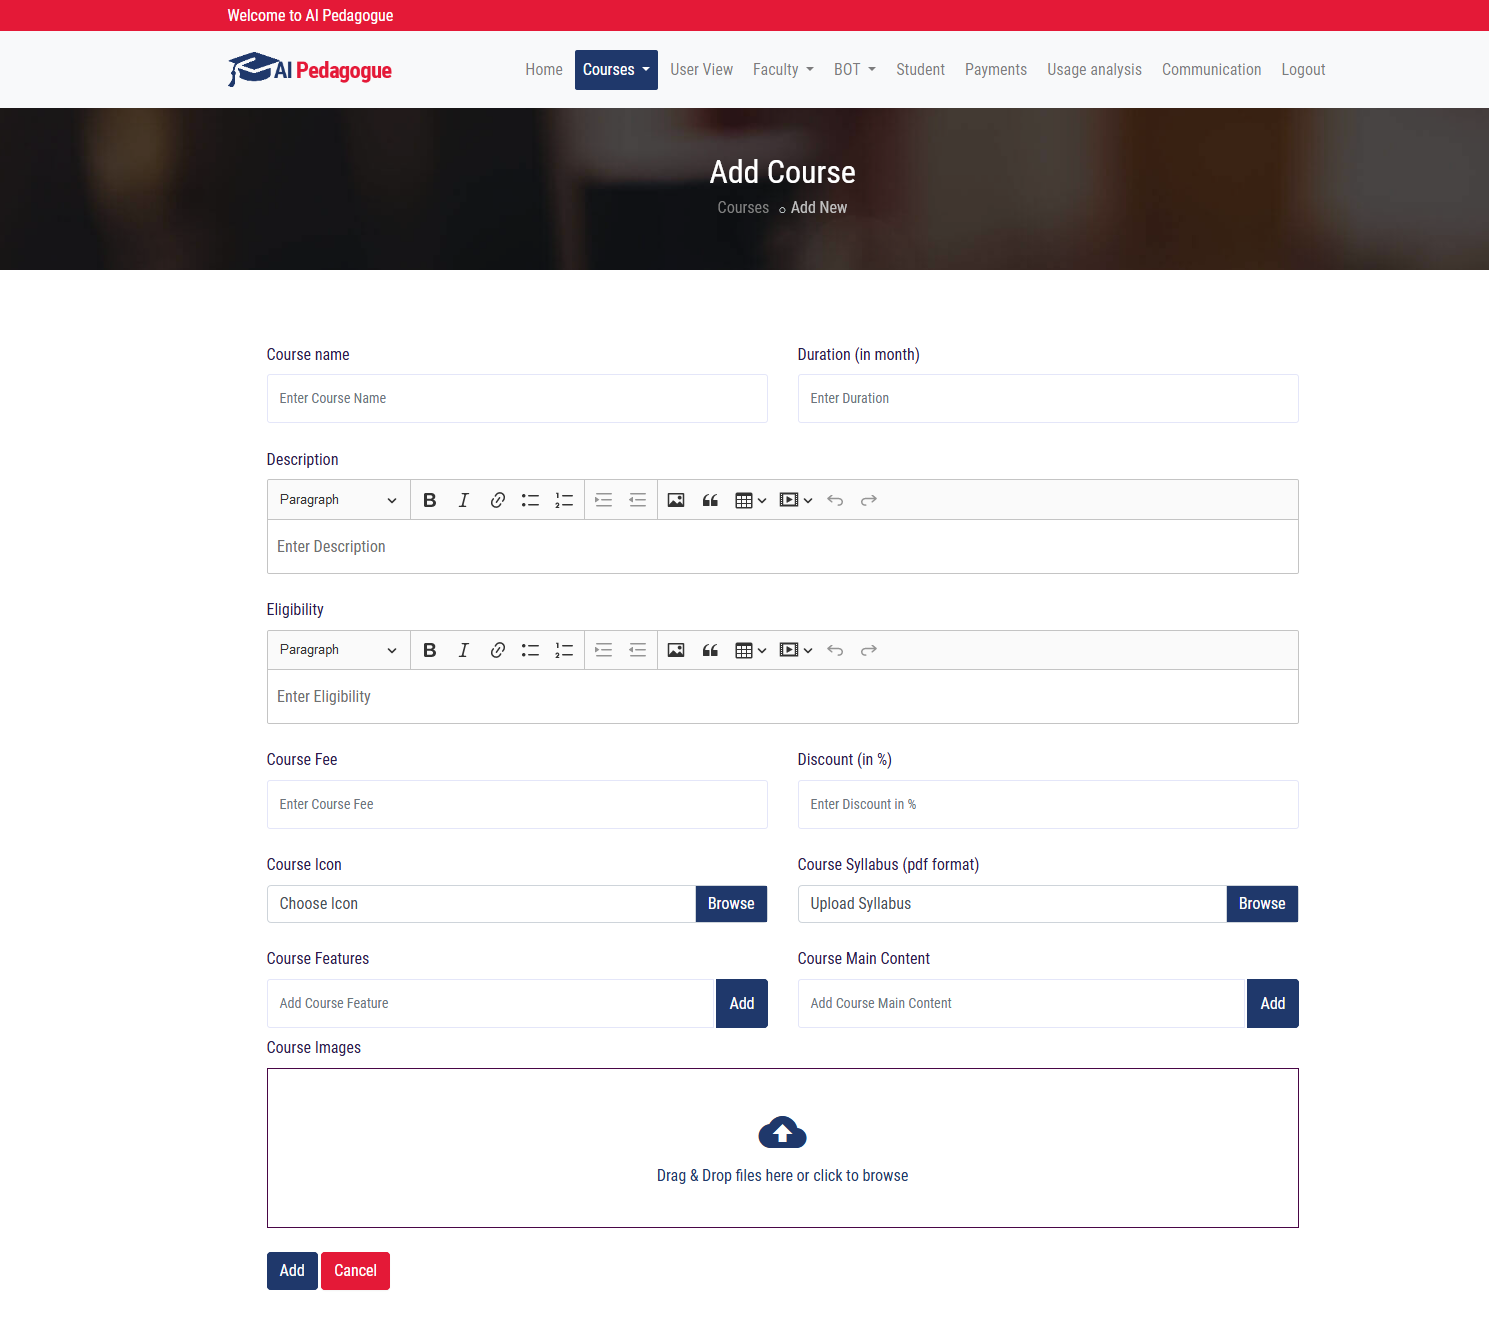 Welcome to AI Pedagogue
AI Pedagogue
Home Courses User View Faculty BOT Student Payments Usage analysis Communication Logout
Add Course
Courses Add New
Course name Duration (in month)
Enter Course Name Enter Duration
Description
Paragraph
Enter Description
Eligibility
Paragraph
Enter Eligibility
Course Fee Discount (in %)
Enter Course Fee Enter Discount in %
Course Icon Course Syllabus (pdf format)
Choose Icon Browse Upload Syllabus Browse
Course Features Course Main Content
Add Course Feature Add Add Course Main Content Add
Course Images
Drag & Drop files here or click to browse
Add Cancel